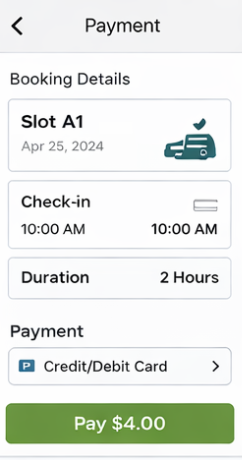 Payment
Booking Details
Slot A1
Apr 25, 2024
Check-in
10:00 AM 10:00 AM
Duration 2 Hours
Payment
P Credit/Debit Card
Pay $4.00